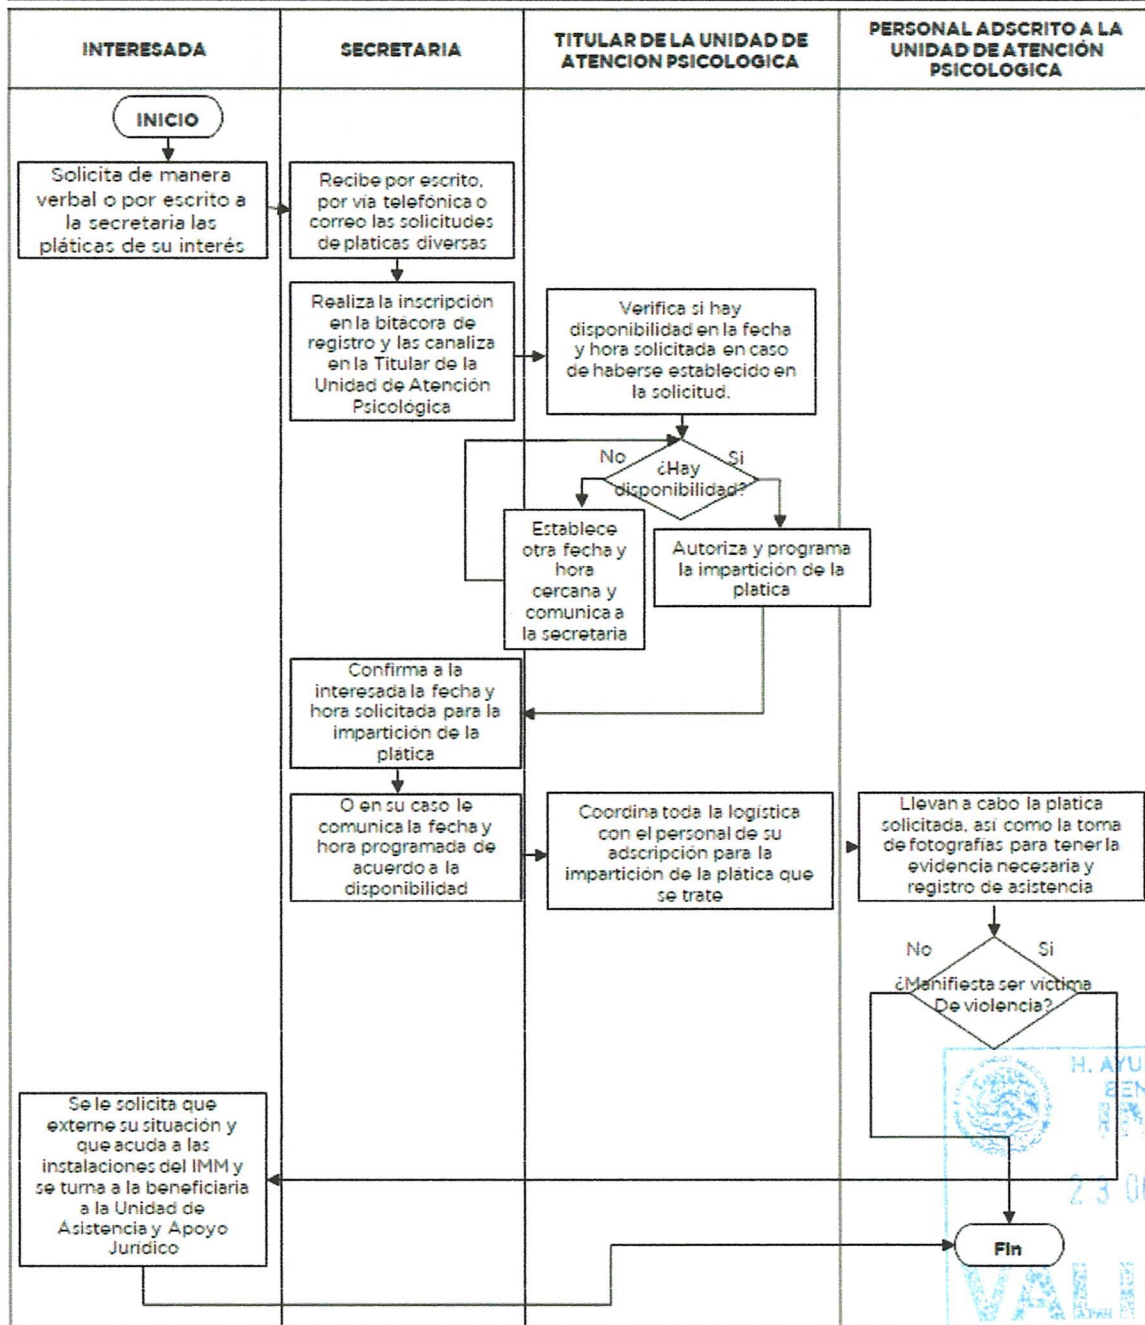 INTERESADA
SECRETARIA
TITULAR DE LA UNIDAD DE
ATENCION PSICOLOGICA
PERSONAL ADSCRITO A LA
UNIDAD DE ATENCIÓN
PSICOLOGICA
INICIO
Solicita de manera
verbal o por escrito a
la secretaria las
pláticas de su interés
Recibe por escrito,
por vía telefónica o
correo las solicitudes
de platicas diversas
Realiza la inscripción
en la bitácora de
registro y las canaliza
en la Titular de la
Unidad de Atención
Psicológica
Verifica si hay
disponibilidad en la fecha
y hora solicitada en caso
de haberse establecido en
la solicitud.
No
Si
¿Hay
disponibilidad?
Establece
otra fecha y
hora
cercana y
comunica a
la secretaria
Autoriza y programa
la impartición de la
platica
Confirma a la
interesada la fecha y
hora solicitada para la
impartición de la
plática
O en su caso le
comunica la fecha y
hora programada de
acuerdo a la
disponibilidad
Coordina toda la logística
con el personal de su
adscripción para la
impartición de la plática que
se trate
Llevan a cabo la platica
solicitada, así como la toma
de fotografías para tener la
evidencia necesaria y
registro de asistencia
No
Si
¿Manifiesta ser víctima
De violencia?
Se le solicita que
externe su situación y
que acuda a las
instalaciones del IMM y
se turna a la beneficiaria
a la Unidad de
Asistencia y Apoyo
Jurídico
Fin
H. AYU
BEN
23
VALI